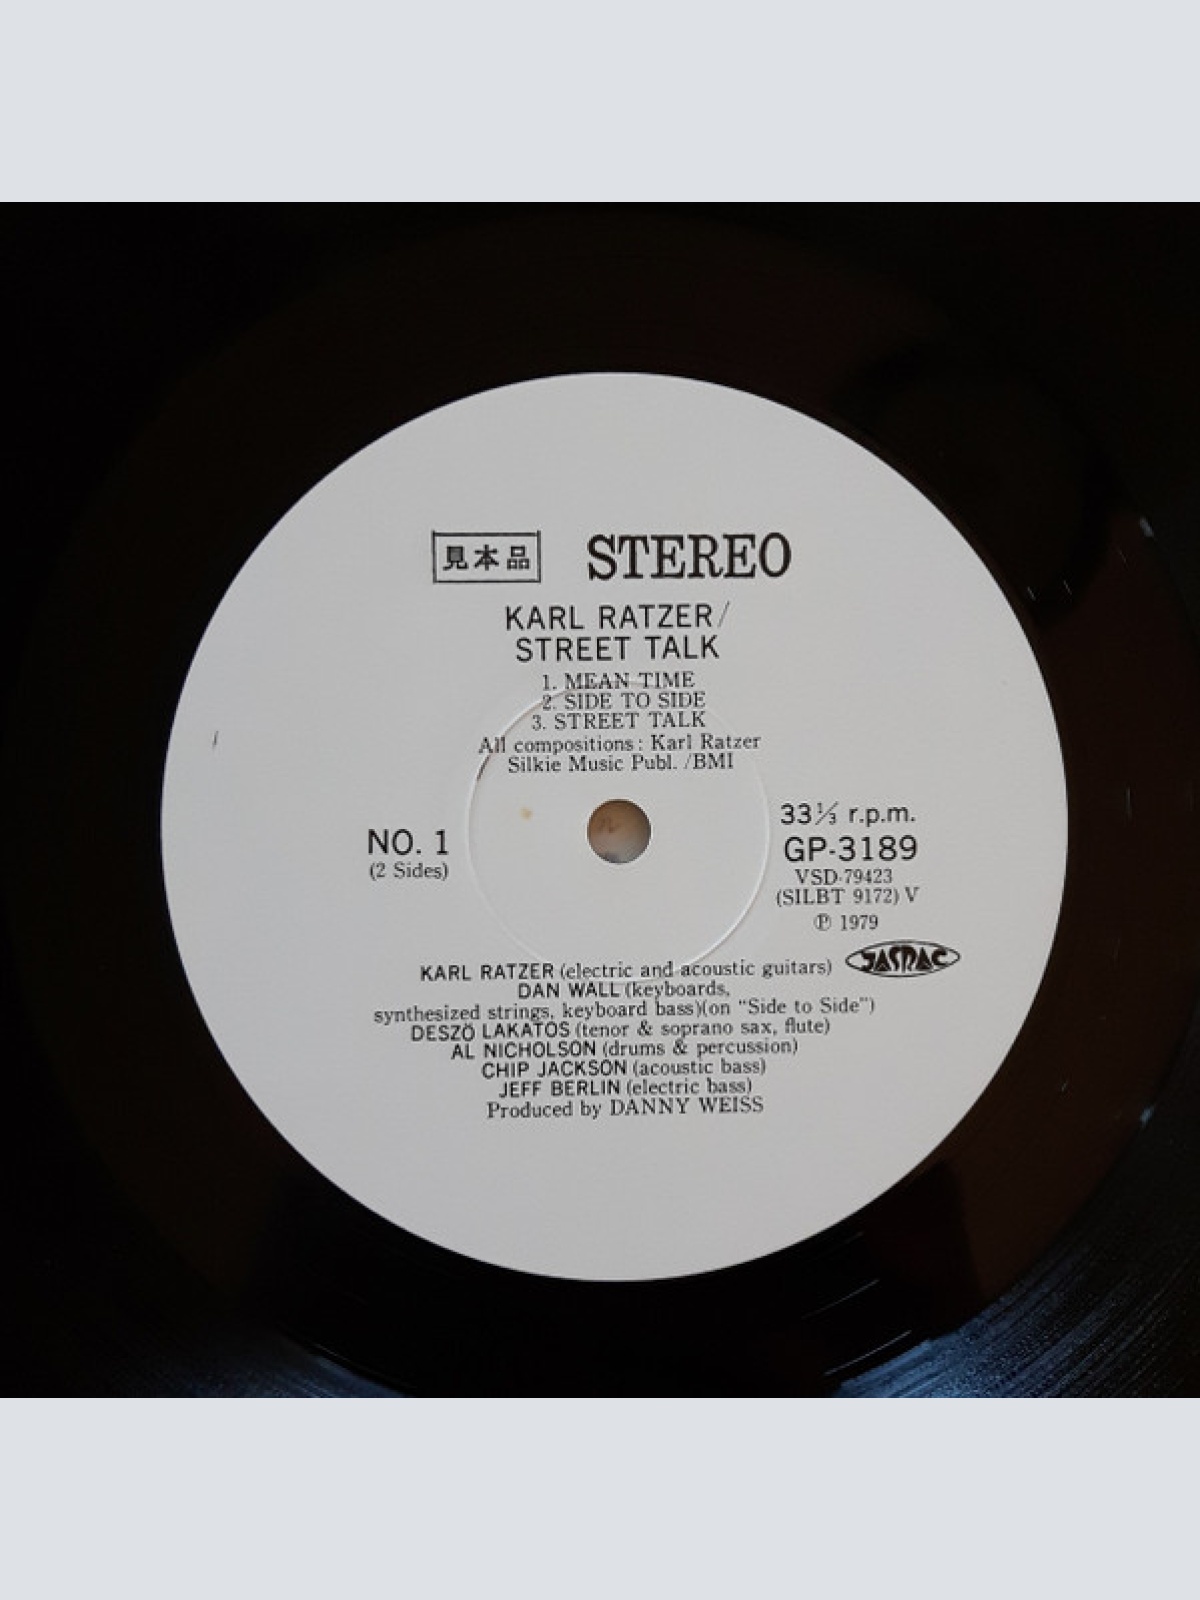 見本品 STEREO
KARL RATZER/
STREET TALK
1. MEAN TIME
2. SIDE TO SIDE
3. STREET TALK
All compositions: Karl Ratzer
Silkie Music Publ. /BMI
NO. 1
(2 Sides)
33⅓ r.p.m.
GP-3189
VSD-79423
(SILBT 9172) V
℗ 1979
JASRAC
KARL RATZER (electric and acoustic guitars)
DAN WALL (keyboards,
synthesized strings, keyboard bass)(on "Side to Side")
DESZÖ LAKATOS (tenor & soprano sax, flute)
AL NICHOLSON (drums & percussion)
CHIP JACKSON (acoustic bass)
JEFF BERLIN (electric bass)
Produced by DANNY WEISS